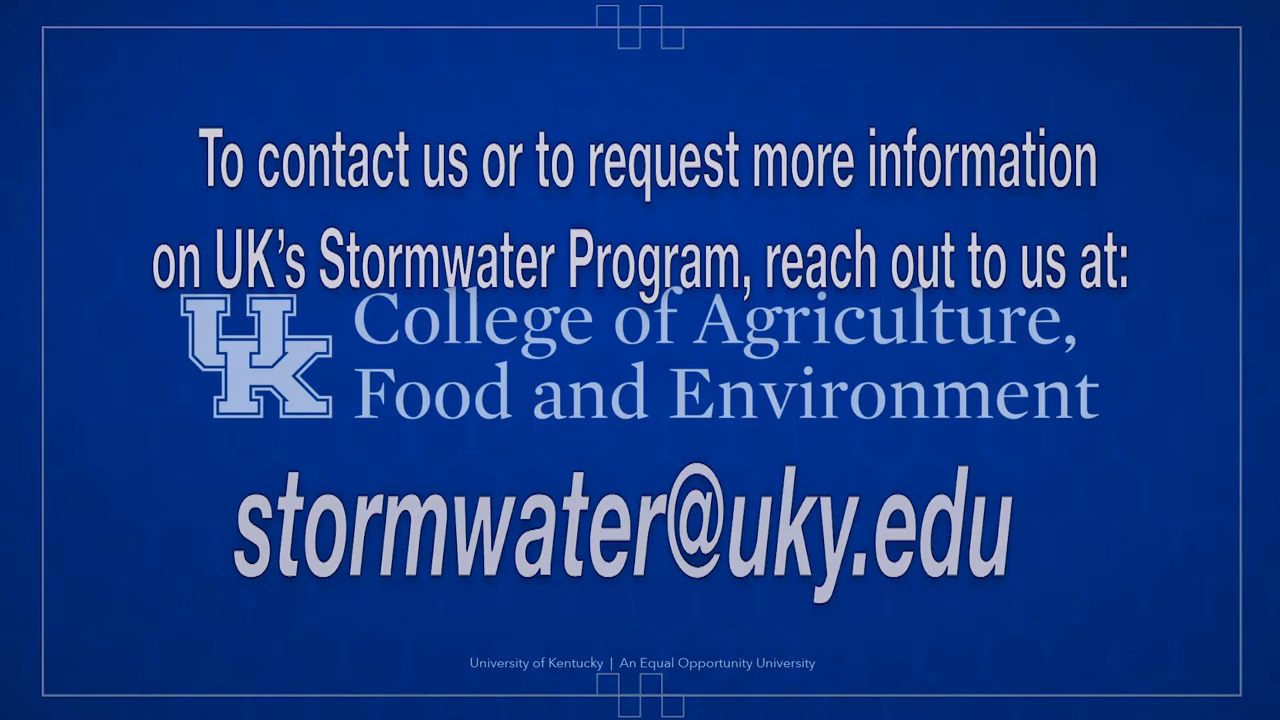 To contact us or to request more information
on UK’s Stormwater Program, reach out to us at:
UK
College of Agriculture,
Food and Environment
stormwater@uky.edu
University of Kentucky | An Equal Opportunity University